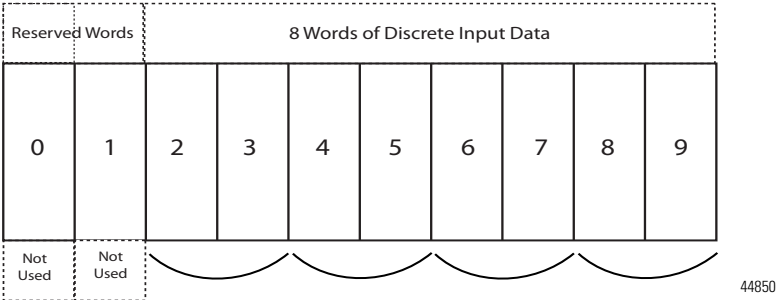 Reserved Words 8 Words of Discrete Input Data
0 1 2 3 4 5 6 7 8 9
Not Used Not Used
44850